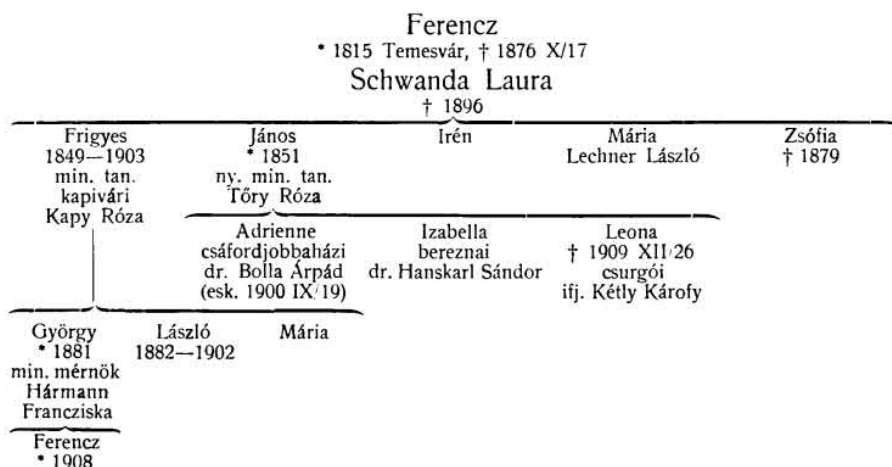 Ferencz
* 1815 Temesvár, † 1876 X/17
Schwanda Laura
† 1896
Frigyes János Irén Mária Zsófia
1849—1903 * 1851 Lechner László † 1879
min. tan. ny. min. tan.
kapivári Tőry Róza
Kapy Róza
Adrienne Izabella Leona
csáfordjobbaházi bereznai † 1909 XII/26
dr. Bolla Árpád dr. Hanskarl Sándor csurgói
(esk. 1900 IX/19) ifj. Kétly Károfy
György László Mária
* 1881 1882—1902
min. mérnök
Hármann
Francziska
Ferencz
* 1908